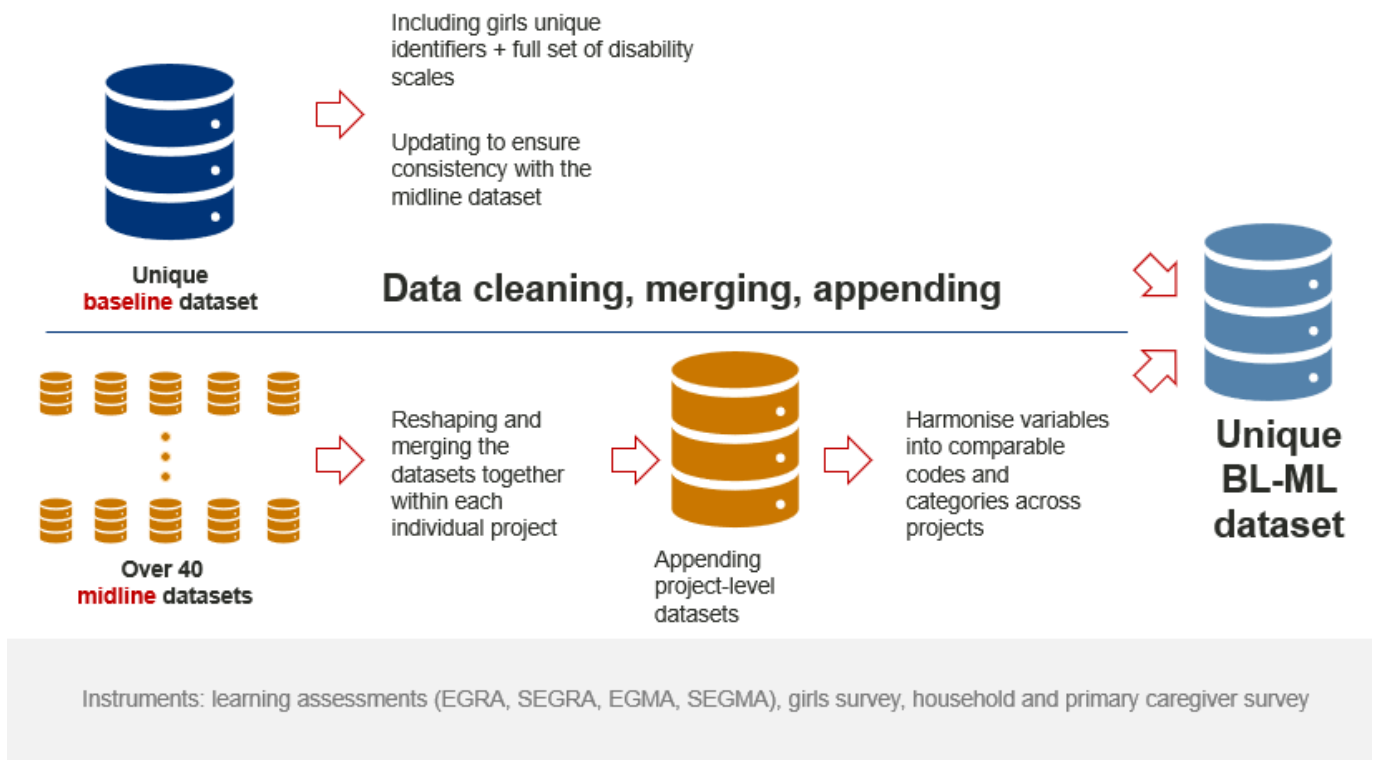 Including girls unique
identifiers + full set of disability
scales
Updating to ensure
consistency with the
midline dataset
Unique
baseline dataset
Data cleaning, merging, appending
Over 40
midline datasets
Reshaping and
merging the
datasets together
within each
individual project
Appending
project-level
datasets
Harmonise variables
into comparable
codes and
categories across
projects
Unique
BL-ML
dataset
Instruments: learning assessments (EGRA, SEGRA, EGMA, SEGMA), girls survey, household and primary caregiver survey